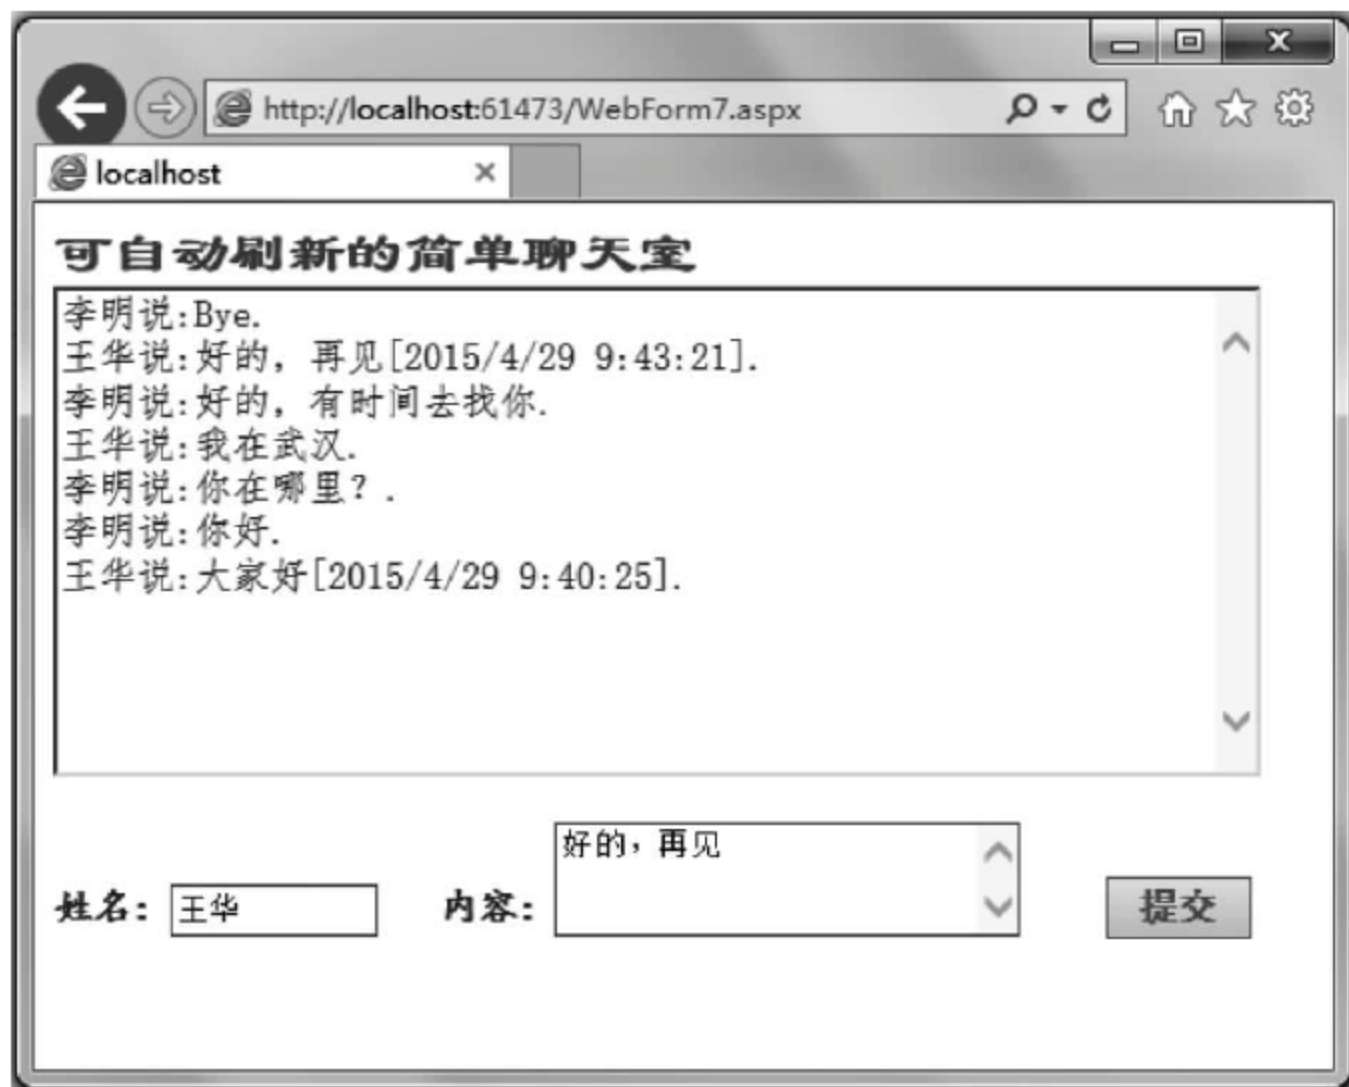 http://localhost:61473/WebForm7.aspx
localhost
可自动刷新的简单聊天室
李明说:Bye.
王华说:好的，再见[2015/4/29 9:43:21].
李明说:好的，有时间去找你.
王华说:我在武汉.
李明说:你在哪里？.
李明说:你好.
王华说:大家好[2015/4/29 9:40:25].
好的，再见
姓名：王华 内容： 提交